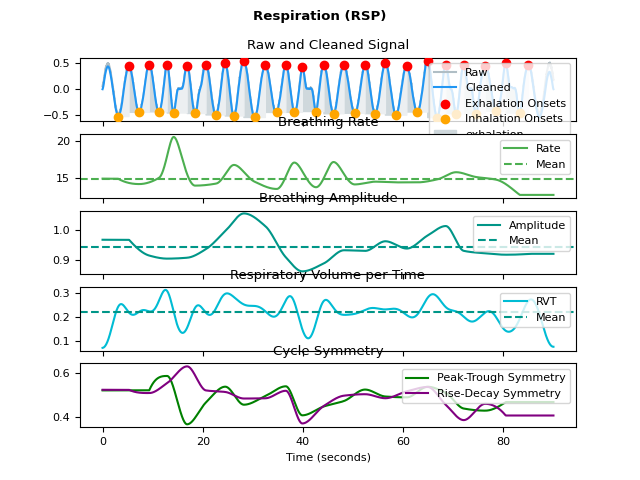 Respiration (RSP)
Raw and Cleaned Signal
0.5
0.0
−0.5
Raw
Cleaned
Exhalation Onsets
Inhalation Onsets
exhalation
Breathing Rate
20
15
Rate
Mean
Breathing Amplitude
1.0
0.9
Amplitude
Mean
Respiratory Volume per Time
0.3
0.2
0.1
RVT
Mean
Cycle Symmetry
0.6
0.4
Peak-Trough Symmetry
Rise-Decay Symmetry
0 20 40 60 80
Time (seconds)